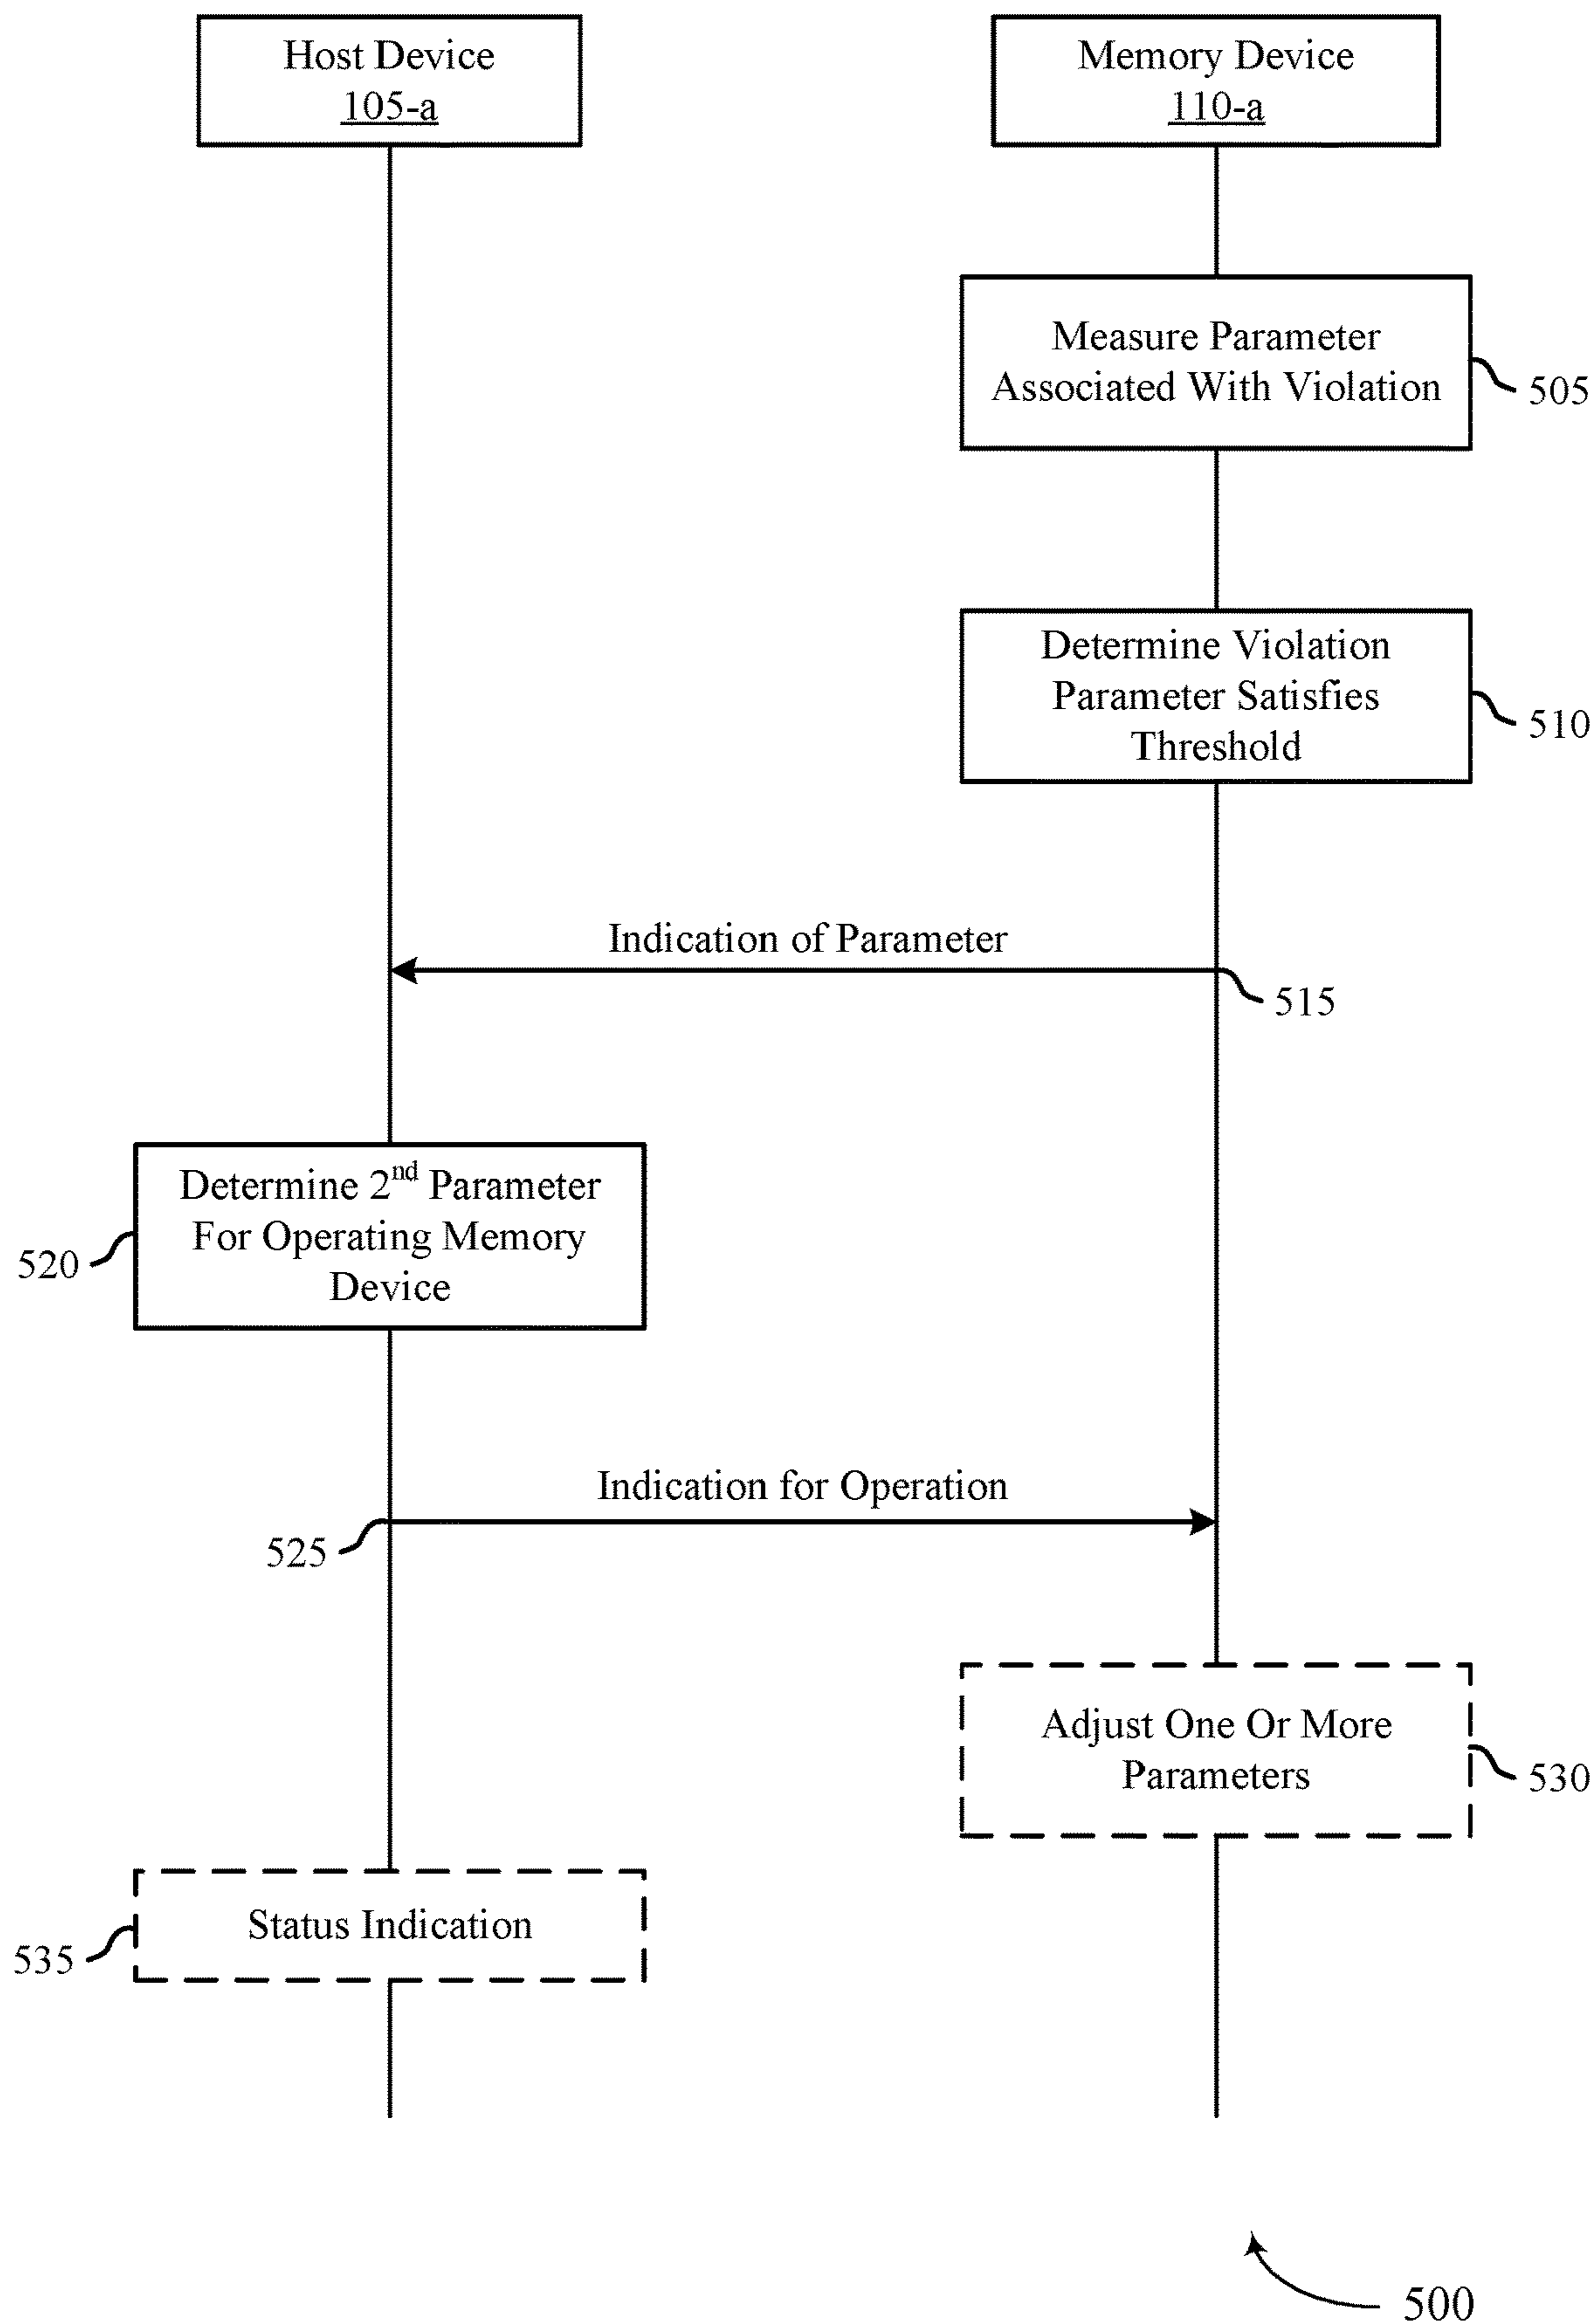 Host Device
105-a
Memory Device
110-a
Measure Parameter
Associated With Violation
505
Determine Violation
Parameter Satisfies
Threshold
510
Indication of Parameter
515
Determine 2nd Parameter
For Operating Memory
Device
520
Indication for Operation
525
Adjust One Or More
Parameters
530
Status Indication
535
500